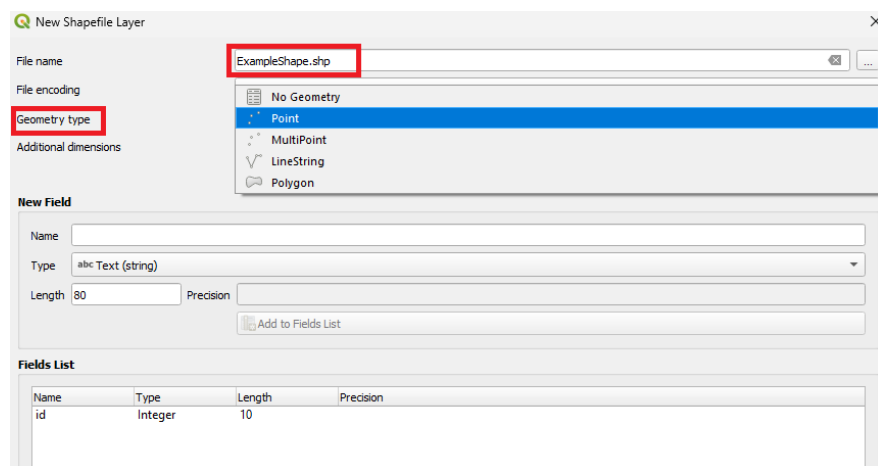 New Shapefile Layer
File name ExampleShape.shp ...
File encoding
No Geometry
Geometry type Point
Additional dimensions MultiPoint
LineString
Polygon
New Field
Name
Type abc Text (string)
Length 80 Precision
Add to Fields List
Fields List
Name Type Length Precision
id Integer 10